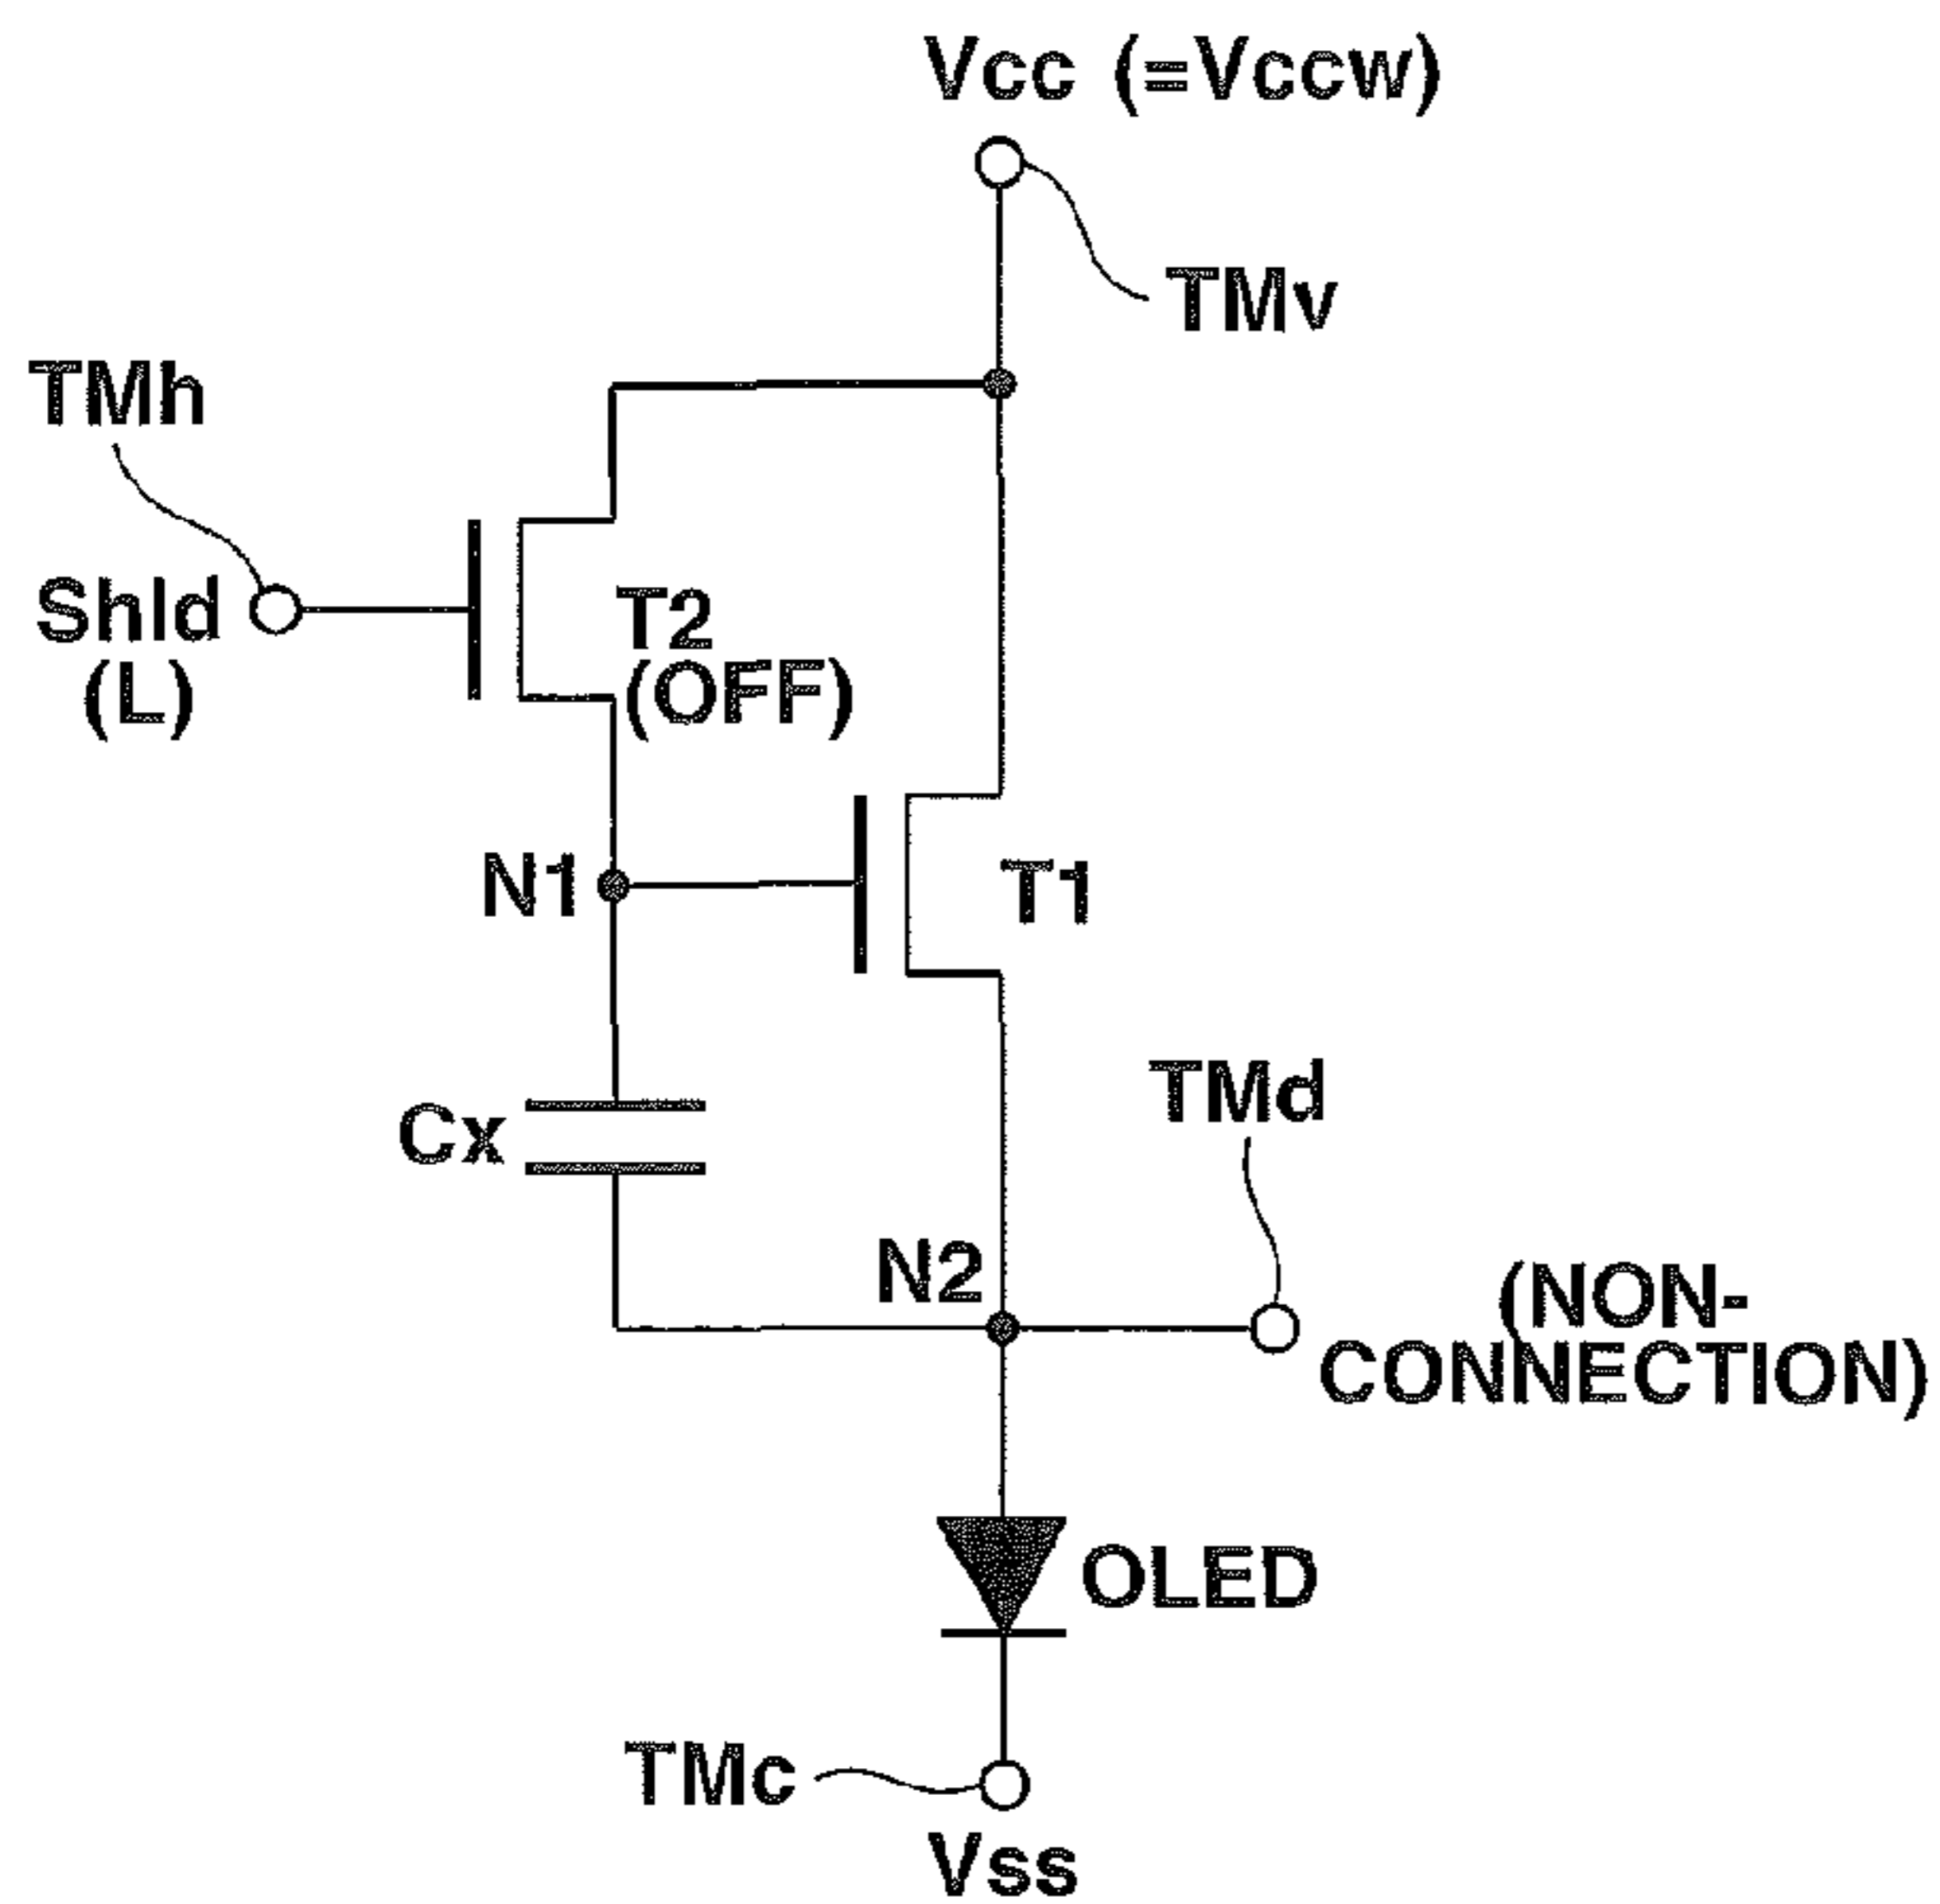 Vcc (=Vccw)
TMv
TMh
Shld
(L)
T2
(OFF)
N1
T1
Cx
TMd
N2
(NON-
CONNECTION)
OLED
TMc
Vss